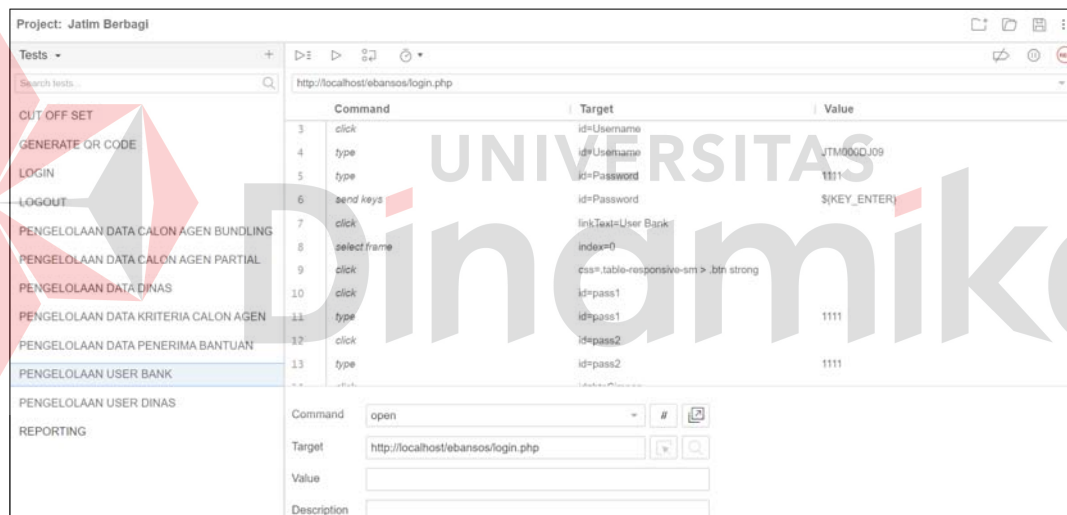 Project: Jatim Berbagi
Tests
Search tests...
CUT OFF SET
GENERATE QR CODE
LOGIN
LOGOUT
PENGELOLAAN DATA CALON AGEN BUNDLING
PENGELOLAAN DATA CALON AGEN PARTIAL
PENGELOLAAN DATA DINAS
PENGELOLAAN DATA KRITERIA CALON AGEN
PENGELOLAAN DATA PENERIMA BANTUAN
PENGELOLAAN USER BANK
PENGELOLAAN USER DINAS
REPORTING
http://localhost/ebansos/login.php
Command Target Value
3 click id=Username
4 type id=Username JTM000DJ09
5 type id=Password 1111
6 send keys id=Password ${KEY_ENTER}
7 click linkText=User Bank
8 select frame index=0
9 click css=.table-responsive-sm > .btn strong
10 click id=pass1
11 type id=pass1 1111
12 click id=pass2
13 type id=pass2 1111
Command open //
Target http://localhost/ebansos/login.php
Value
Description
UNIVERSITAS
Dinamika